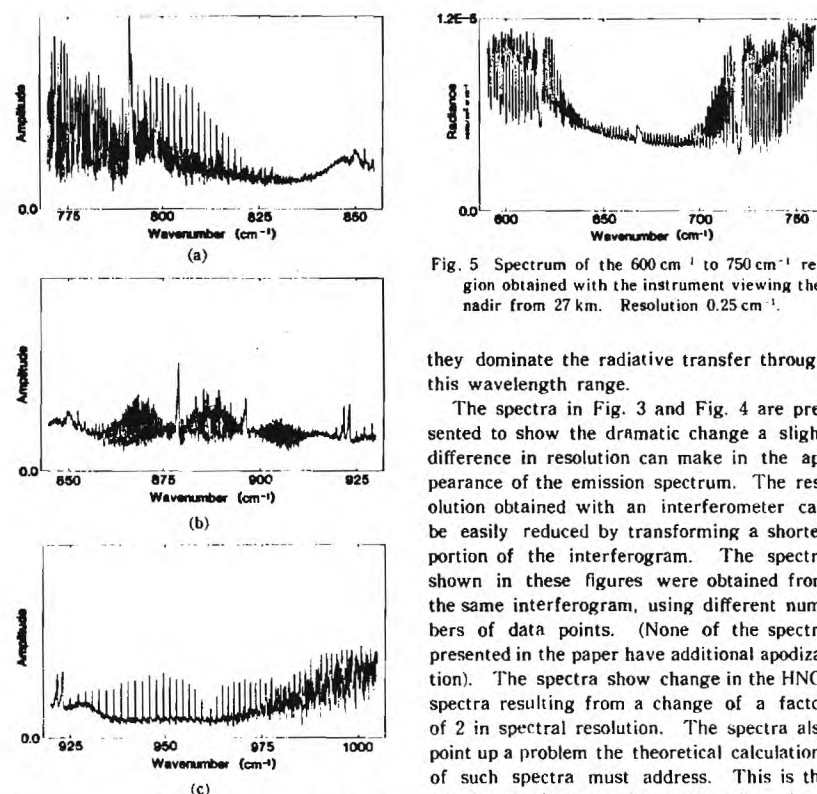 Amplitude
0.0
775
800
825
850
Wavenumber (cm⁻¹)
(a)
Amplitude
0.0
850
875
900
925
Wavenumber (cm⁻¹)
(b)
Amplitude
0.0
925
950
975
1000
Wavenumber (cm⁻¹)
(c)
1.2E-5
Radiance
0.0
600
650
700
750
Wavenumber (cm⁻¹)
Fig. 5 Spectrum of the 600 cm⁻¹ to 750 cm⁻¹ re
gion obtained with the instrument viewing the
nadir from 27 km. Resolution 0.25 cm⁻¹.
they dominate the radiative transfer throug
this wavelength range.
The spectra in Fig. 3 and Fig. 4 are pre
sented to show the dramatic change a sligh
difference in resolution can make in the ap
pearance of the emission spectrum. The res
olution obtained with an interferometer ca
be easily reduced by transforming a shorte
portion of the interferogram. The spectr
shown in these figures were obtained from
the same interferogram, using different num
bers of data points. (None of the spectr
presented in the paper have additional apodiza
tion). The spectra show change in the HNO
spectra resulting from a change of a facto
of 2 in spectral resolution. The spectra als
point up a problem the theoretical calculation
of such spectra must address. This is th